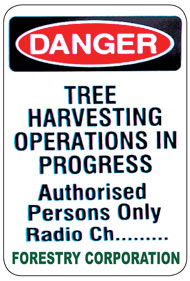 DANGER
TREE
HARVESTING
OPERATIONS IN
PROGRESS
Authorised
Persons Only
Radio Ch.........
FORESTRY CORPORATION